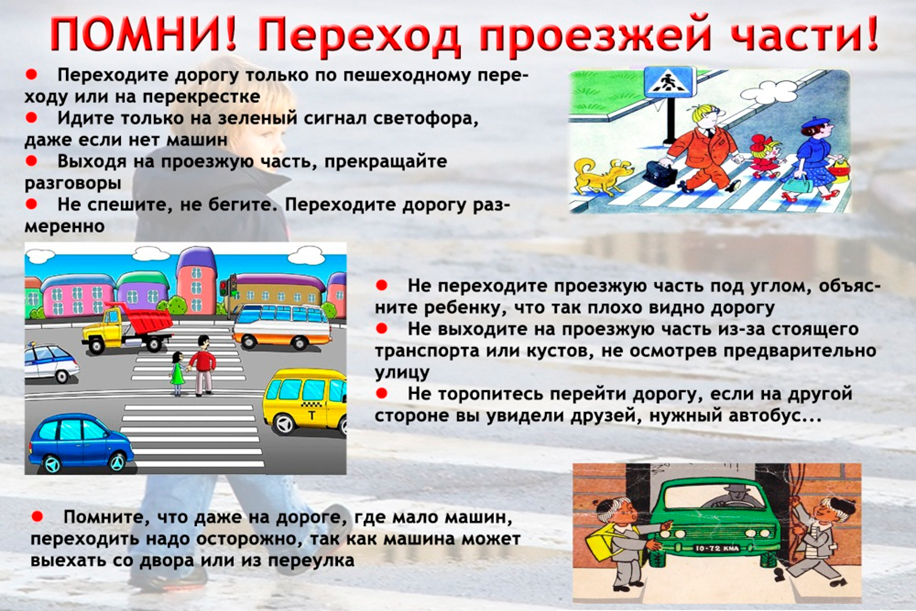 ПОМНИ! Переход проезжей части!
● Переходите дорогу только по пешеходному пере-
ходу или на перекрестке
● Идите только на зеленый сигнал светофора,
даже если нет машин
● Выходя на проезжую часть, прекращайте
разговоры
● Не спешите, не бегите. Переходите дорогу раз-
меренно
Т
● Не переходите проезжую часть под углом, объяс-
ните ребенку, что так плохо видно дорогу
● Не выходите на проезжую часть из-за стоящего
транспорта или кустов, не осмотрев предварительно
улицу
● Не торопитесь перейти дорогу, если на другой
стороне вы увидели друзей, нужный автобус...
● Помните, что даже на дороге, где мало машин,
переходить надо осторожно, так как машина может
выехать со двора или из переулка
10-72 КМА